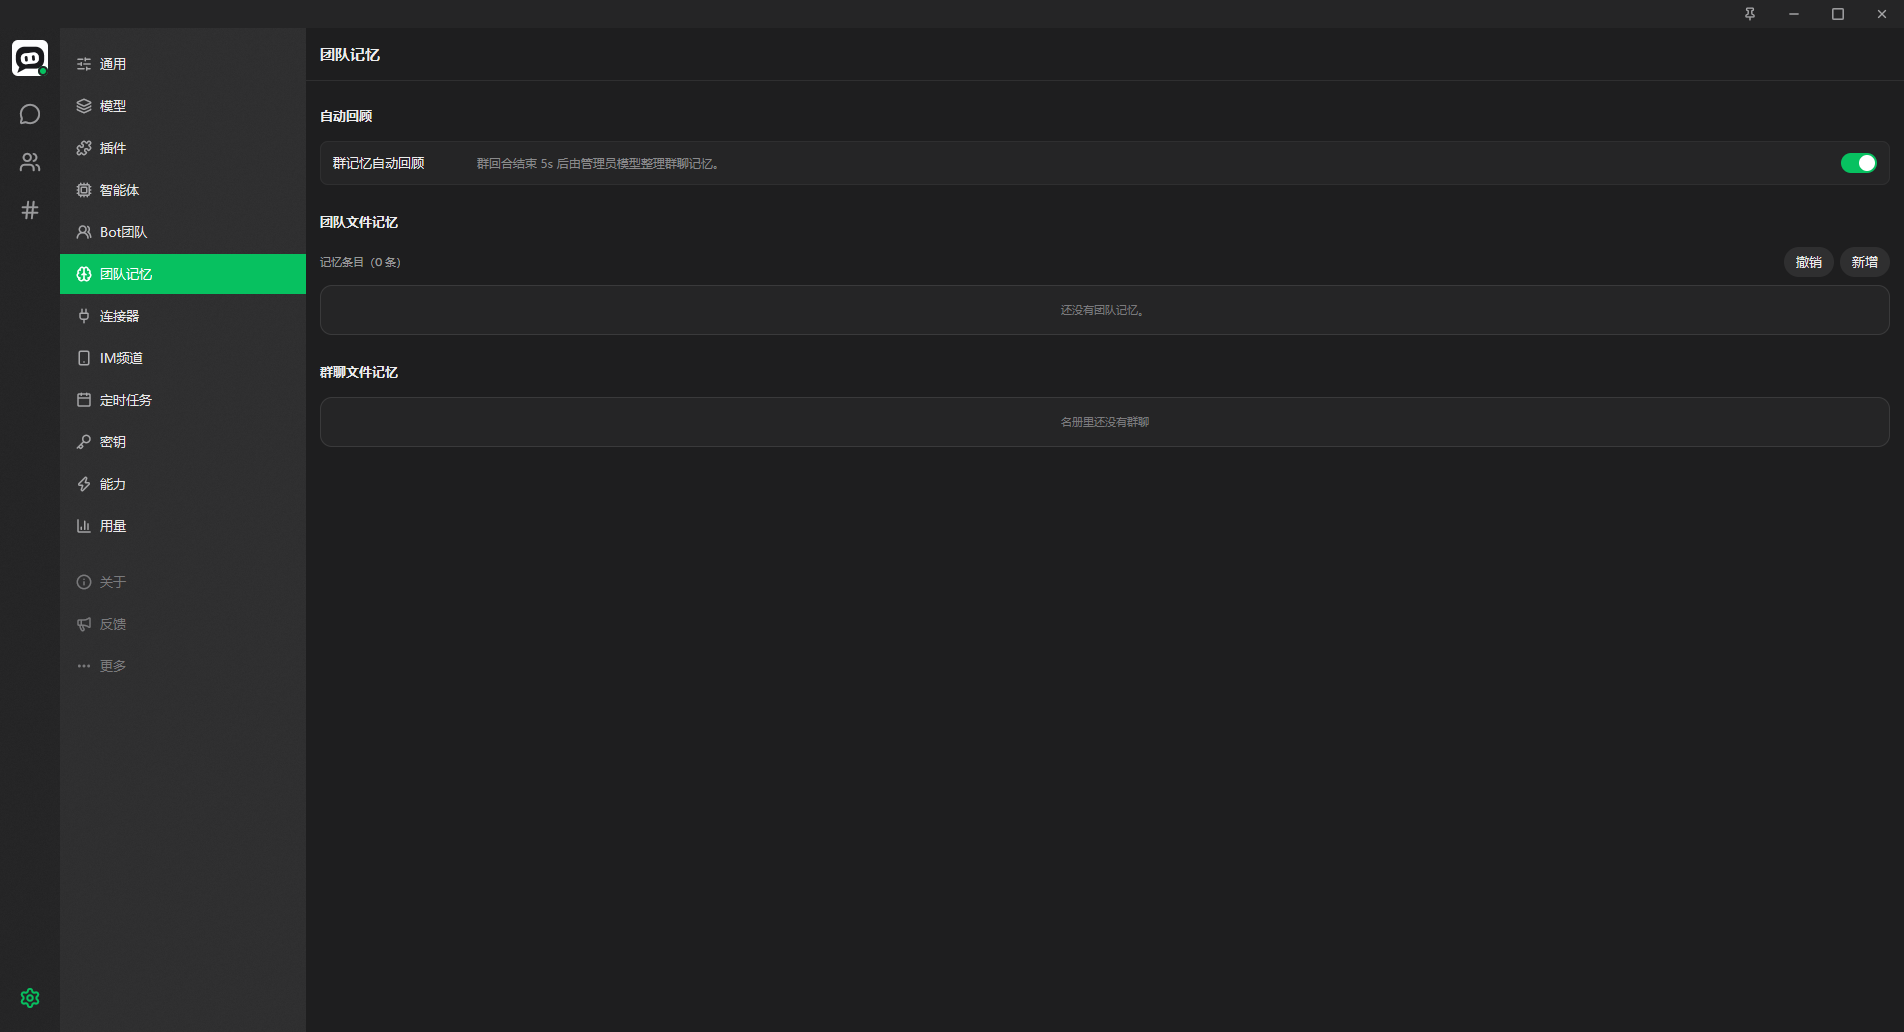 通用
模型
插件
智能体
Bot团队
团队记忆
连接器
IM频道
定时任务
密钥
能力
用量
关于
反馈
更多
团队记忆
自动回顾
群记忆自动回顾 群回合结束 5s 后由管理员模型整理群聊记忆。
团队文件记忆
记忆条目（0 条） 撤销 新增
还没有团队记忆。
群聊文件记忆
名册里还没有群聊